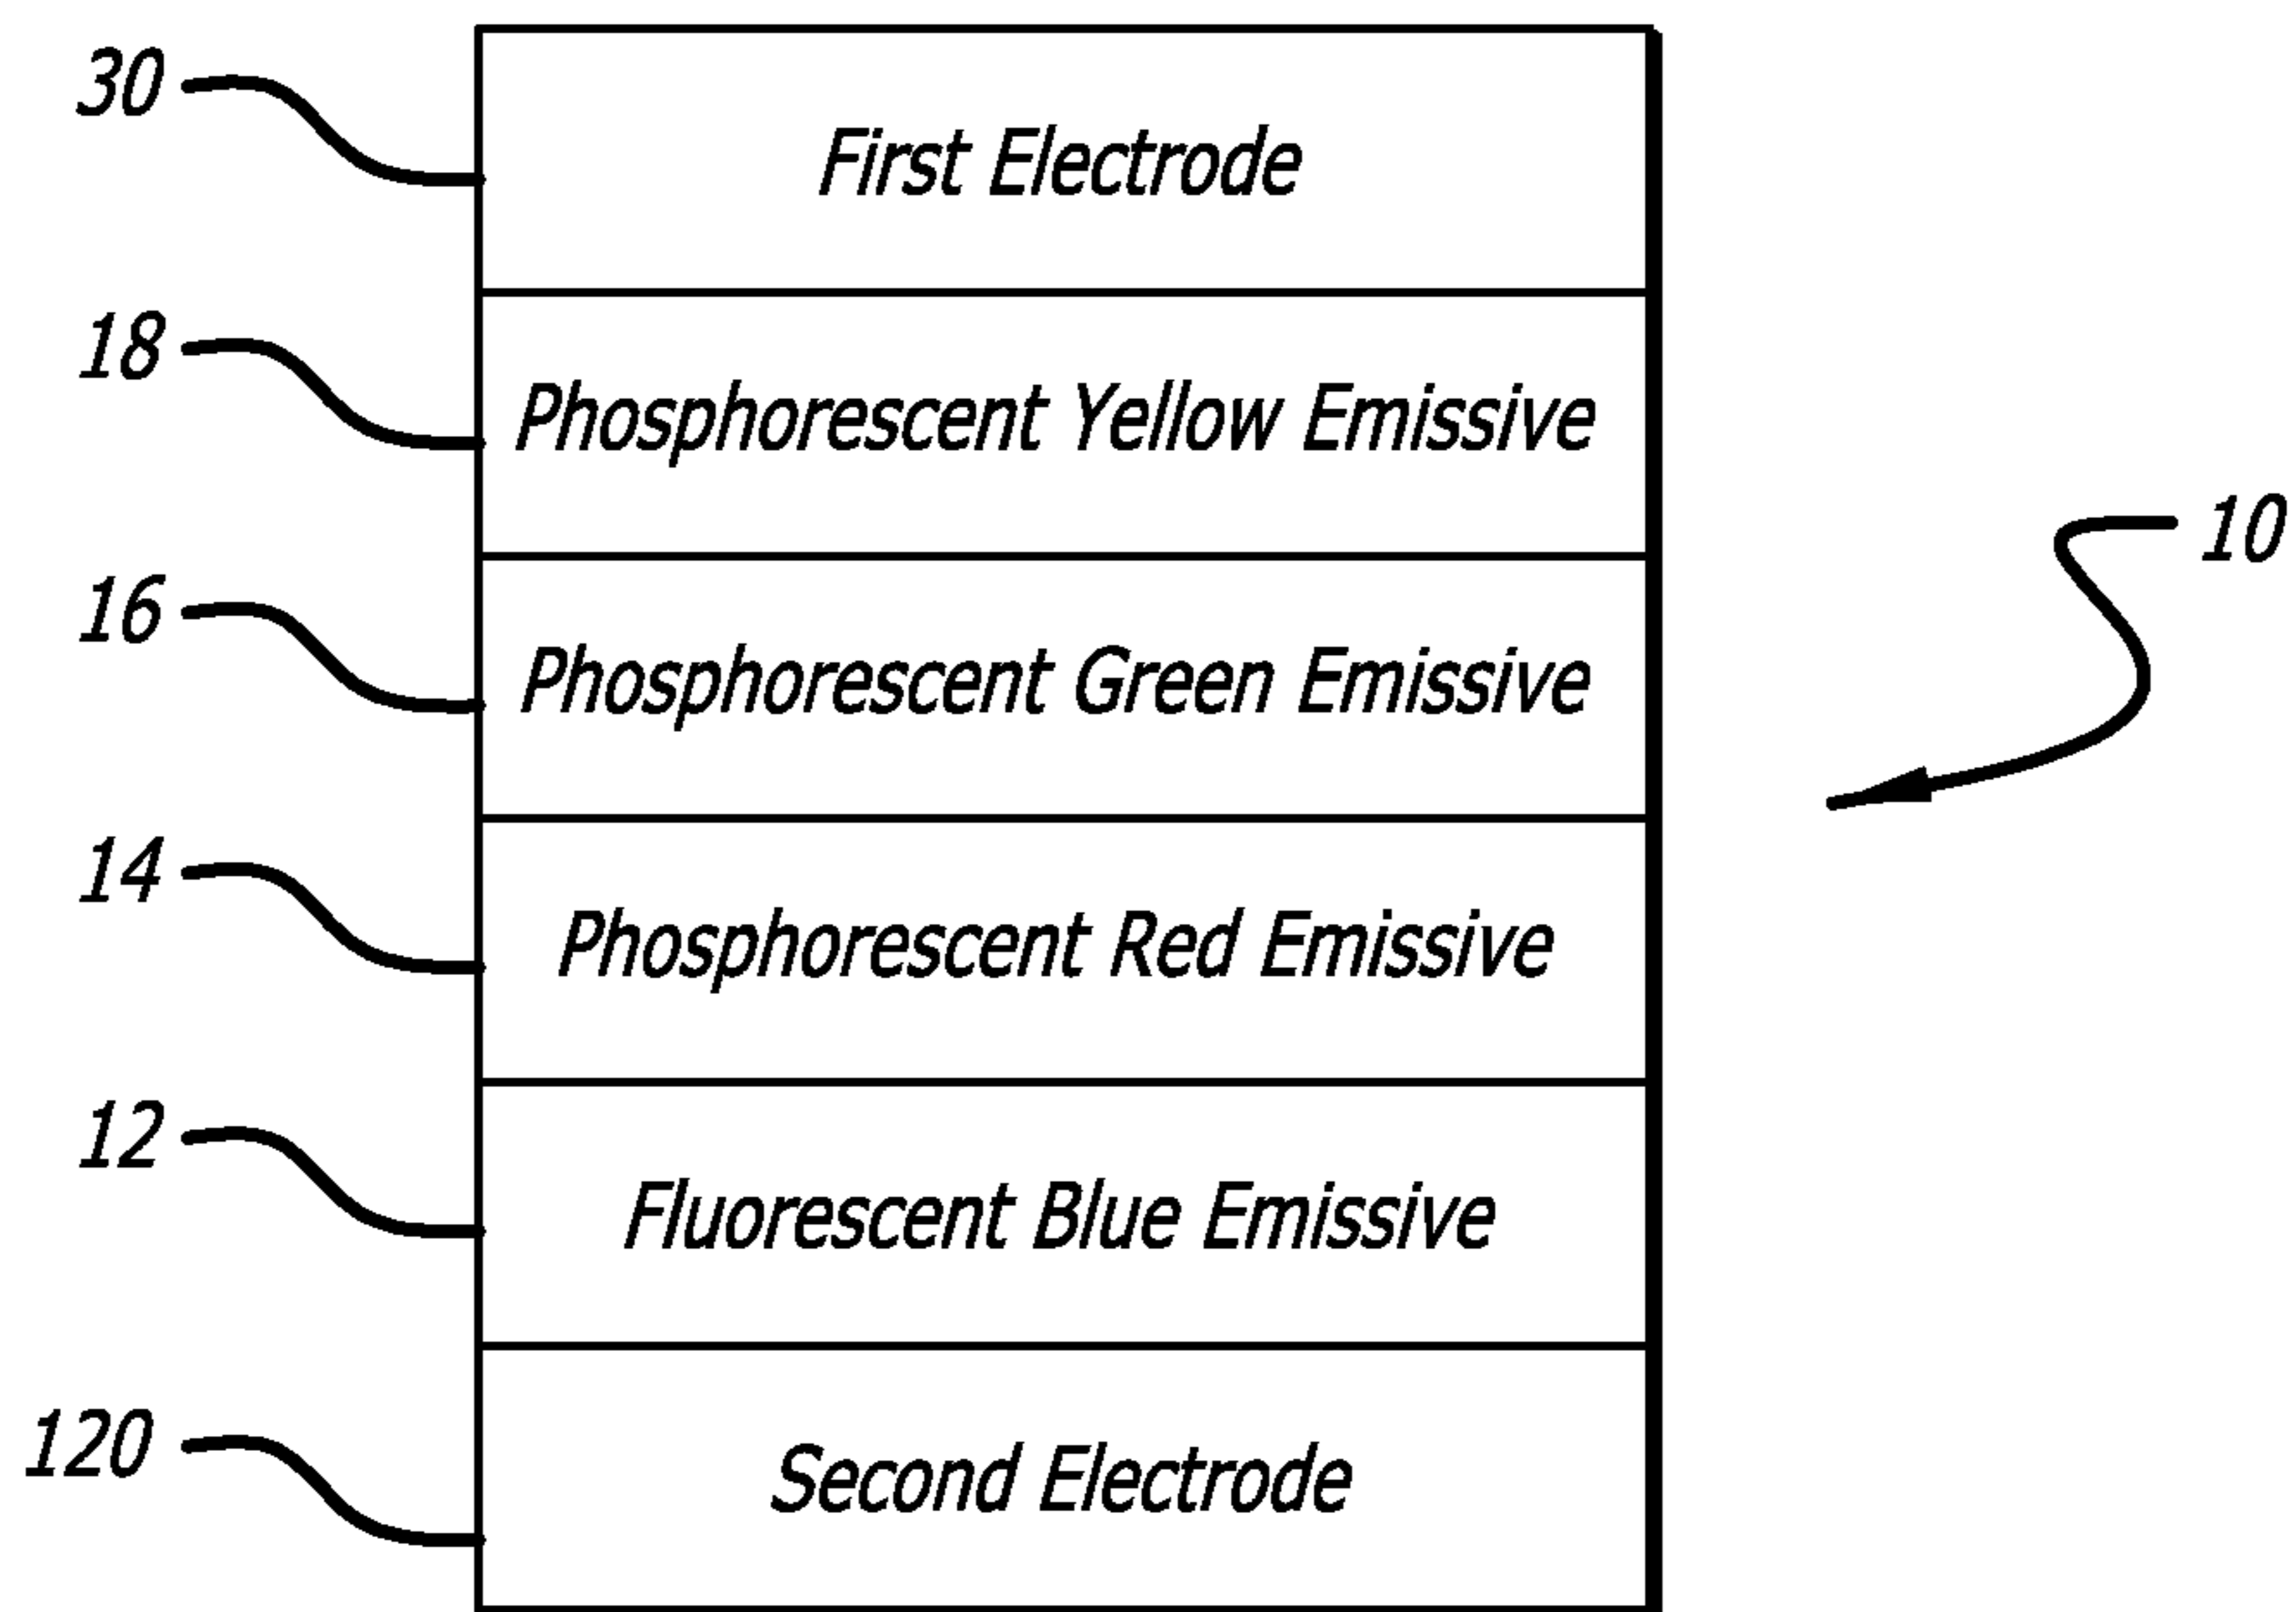 30
First Electrode
18
Phosphorescent Yellow Emissive
10
16
Phosphorescent Green Emissive
14
Phosphorescent Red Emissive
12
Fluorescent Blue Emissive
120
Second Electrode